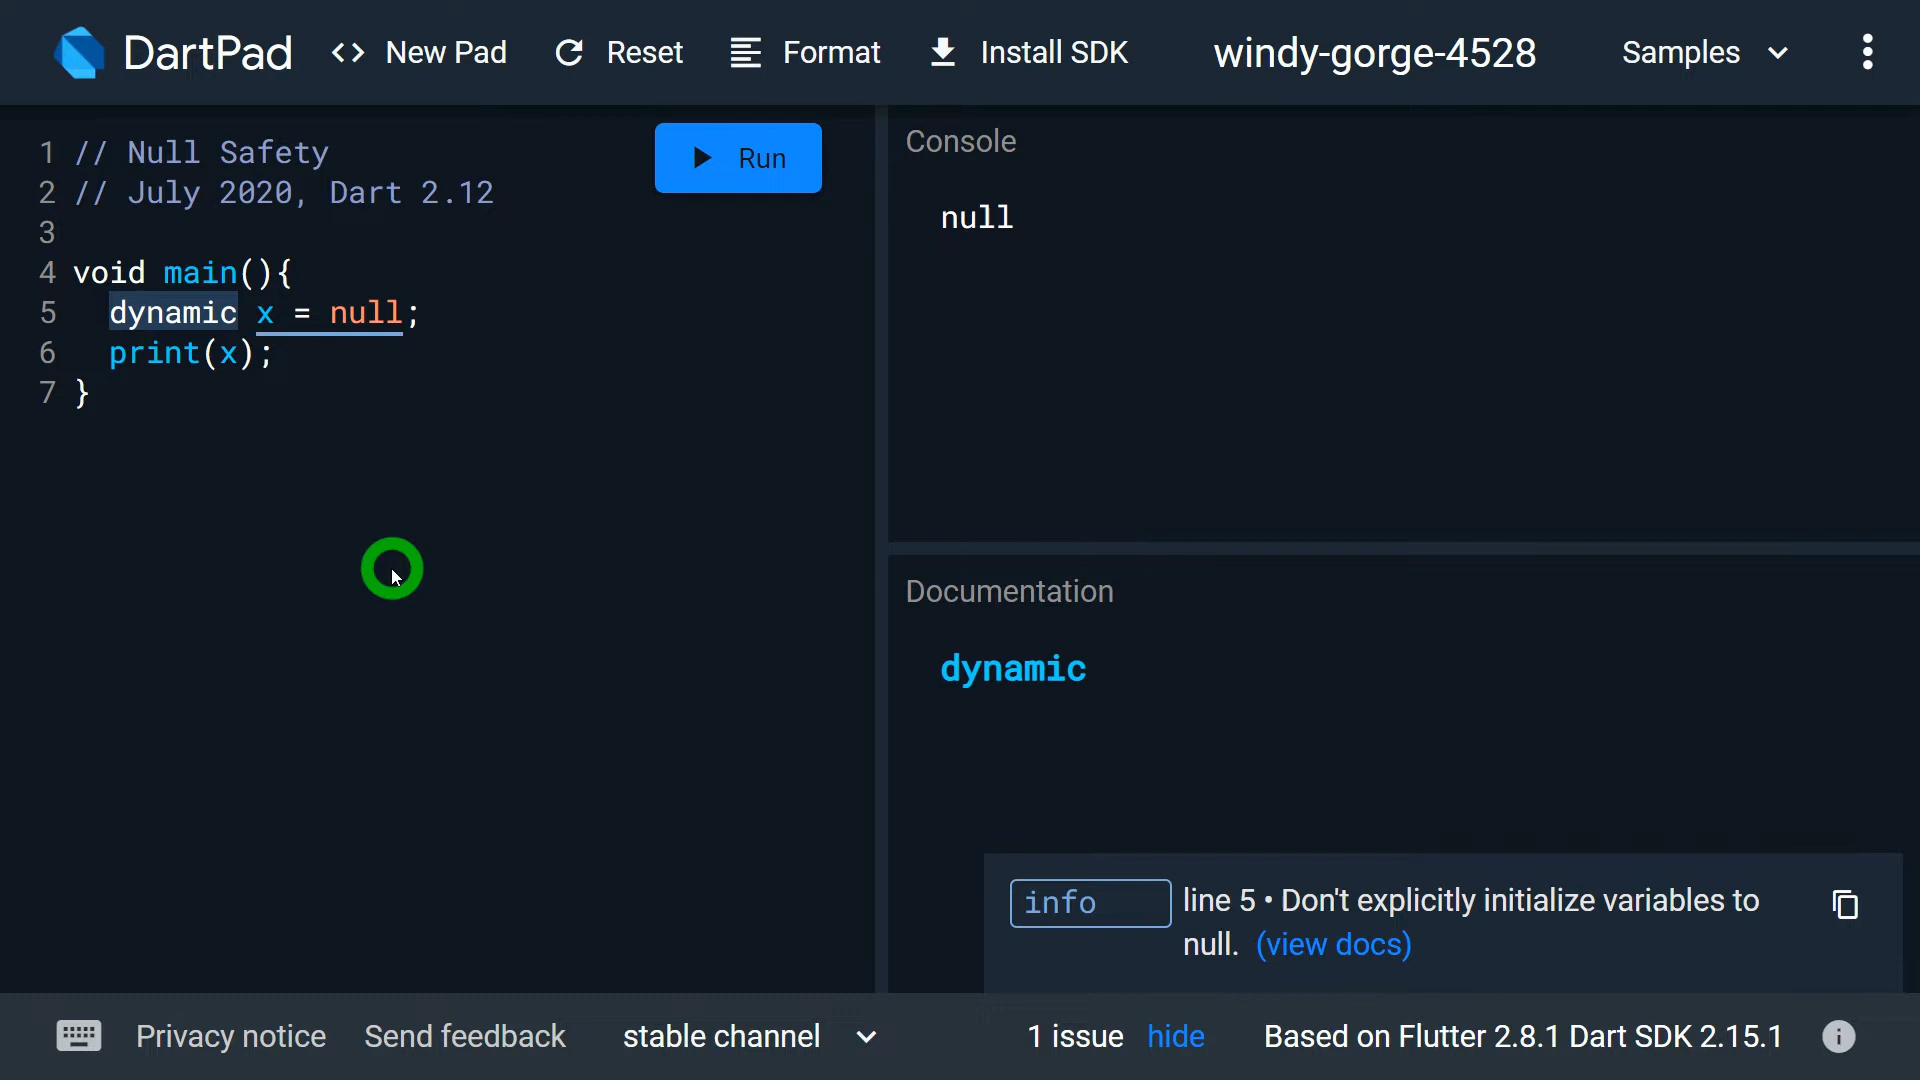 DartPad <> New Pad Reset Format Install SDK windy-gorge-4528 Samples
1 // Null Safety
2 // July 2020, Dart 2.12
3
4 void main(){
5 dynamic x = null;
6 print(x);
7 }
Run
Console
null
Documentation
dynamic
info line 5 • Don't explicitly initialize variables to
null. (view docs)
Privacy notice Send feedback stable channel 1 issue hide Based on Flutter 2.8.1 Dart SDK 2.15.1